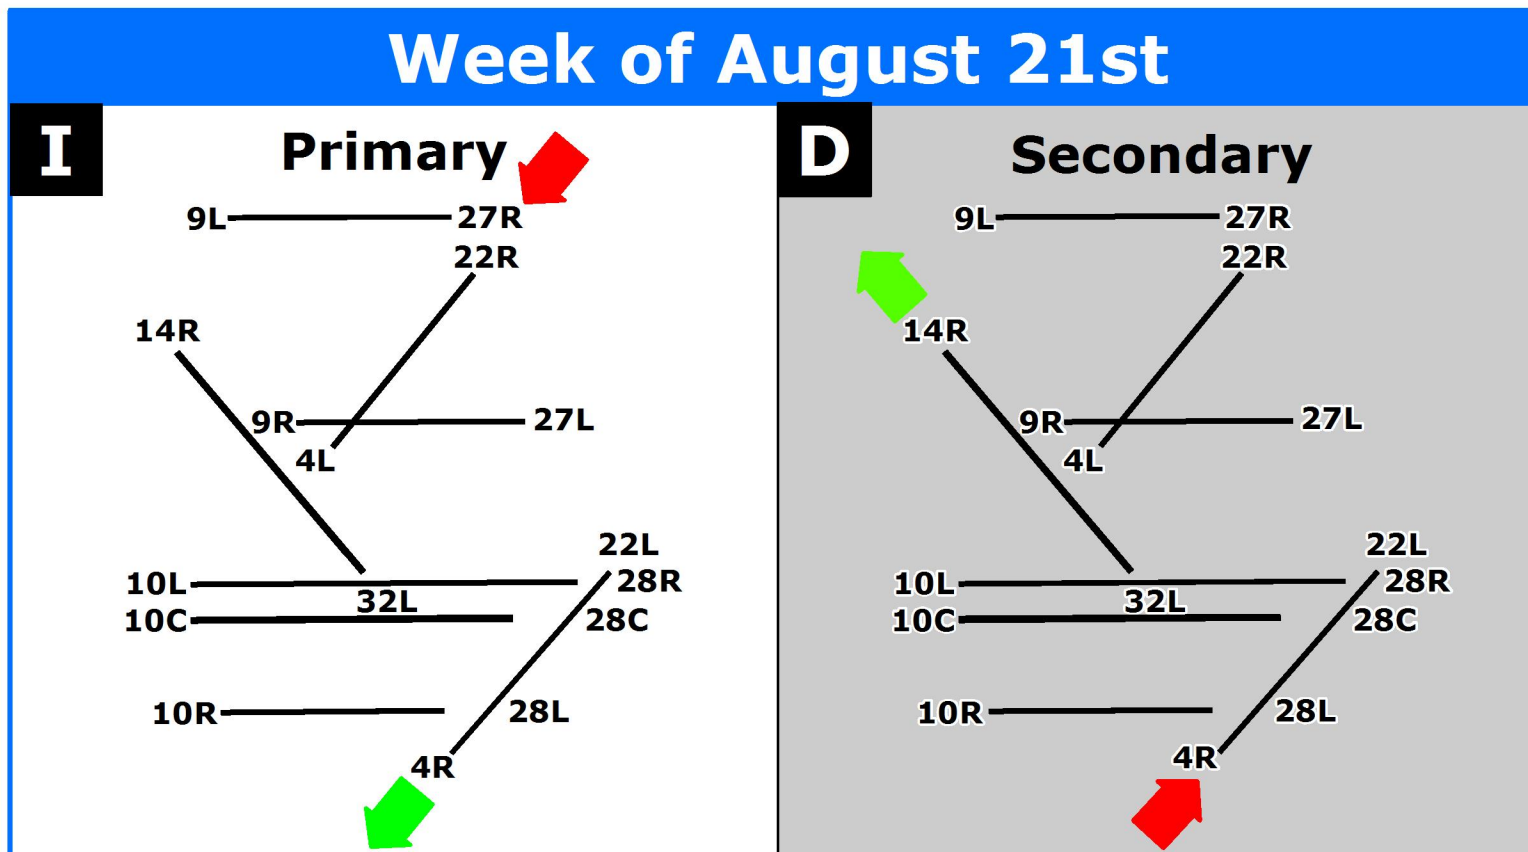 Week of August 21st
I
Primary
9L 27R
22R
14R
9R 27L
4L
22L
10L 28R
32L
10C 28C
10R 28L
4R
D
Secondary
9L 27R
22R
14R
9R 27L
4L
22L
10L 28R
32L
10C 28C
10R 28L
4R